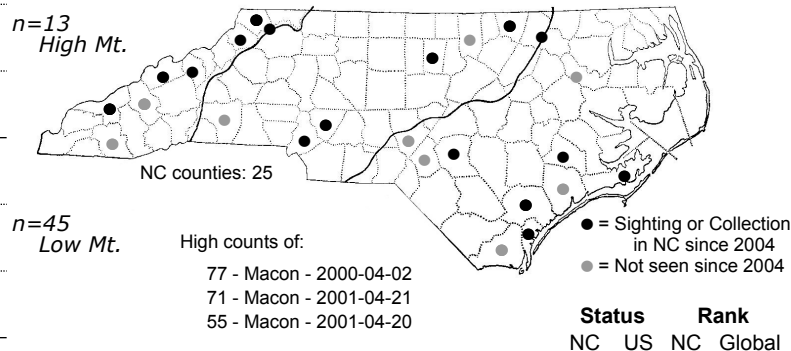 n=13
High Mt.
NC counties: 25
n=45
Low Mt.
High counts of:
77 - Macon - 2000-04-02
71 - Macon - 2001-04-21
55 - Macon - 2001-04-20
= Sighting or Collection
in NC since 2004
= Not seen since 2004
Status Rank
NC US NC Global